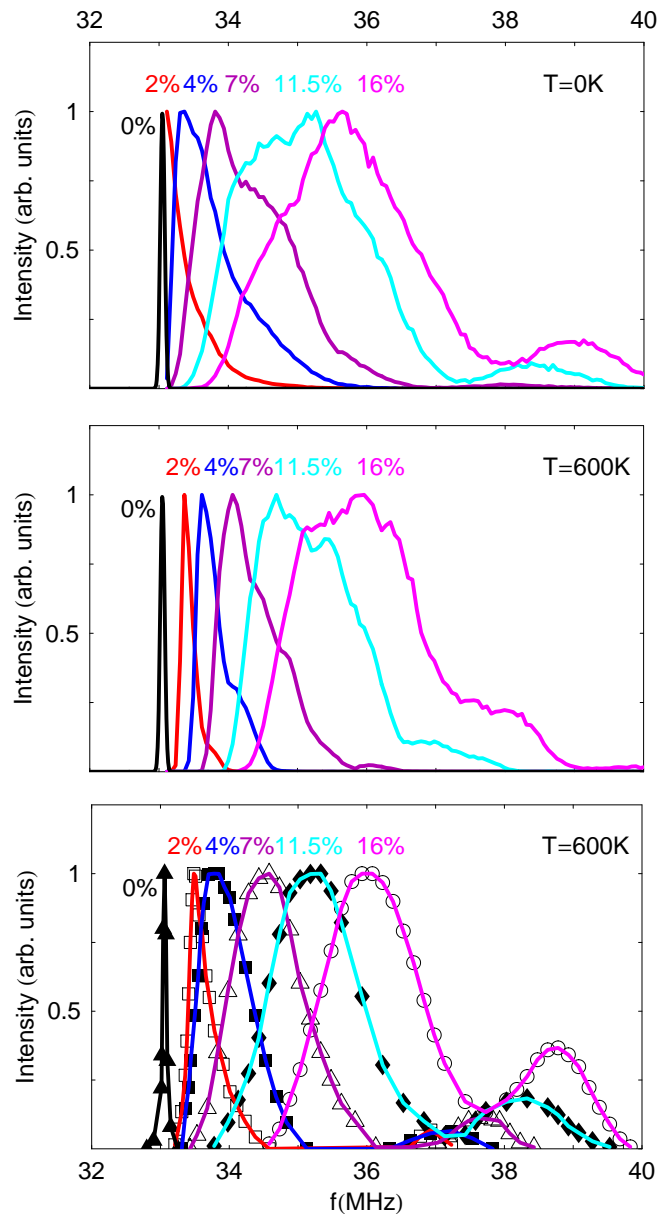 32 34 36 38 40
2% 4% 7% 11.5% 16% T=0K
0%
1
0.5
Intensity (arb. units)
2% 4% 7% 11.5% 16% T=600K
0%
1
0.5
Intensity (arb. units)
2% 4% 7% 11.5% 16% T=600K
0%
1
0.5
Intensity (arb. units)
32 34 36 38 40
f(MHz)